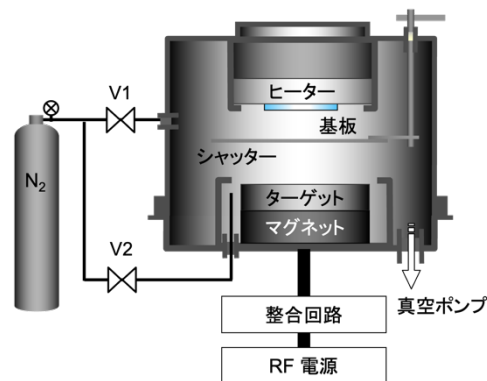 V1
ヒーター
基板
N2
シャッター
ターゲット
マグネット
V2
真空ポンプ
整合回路
RF 電源